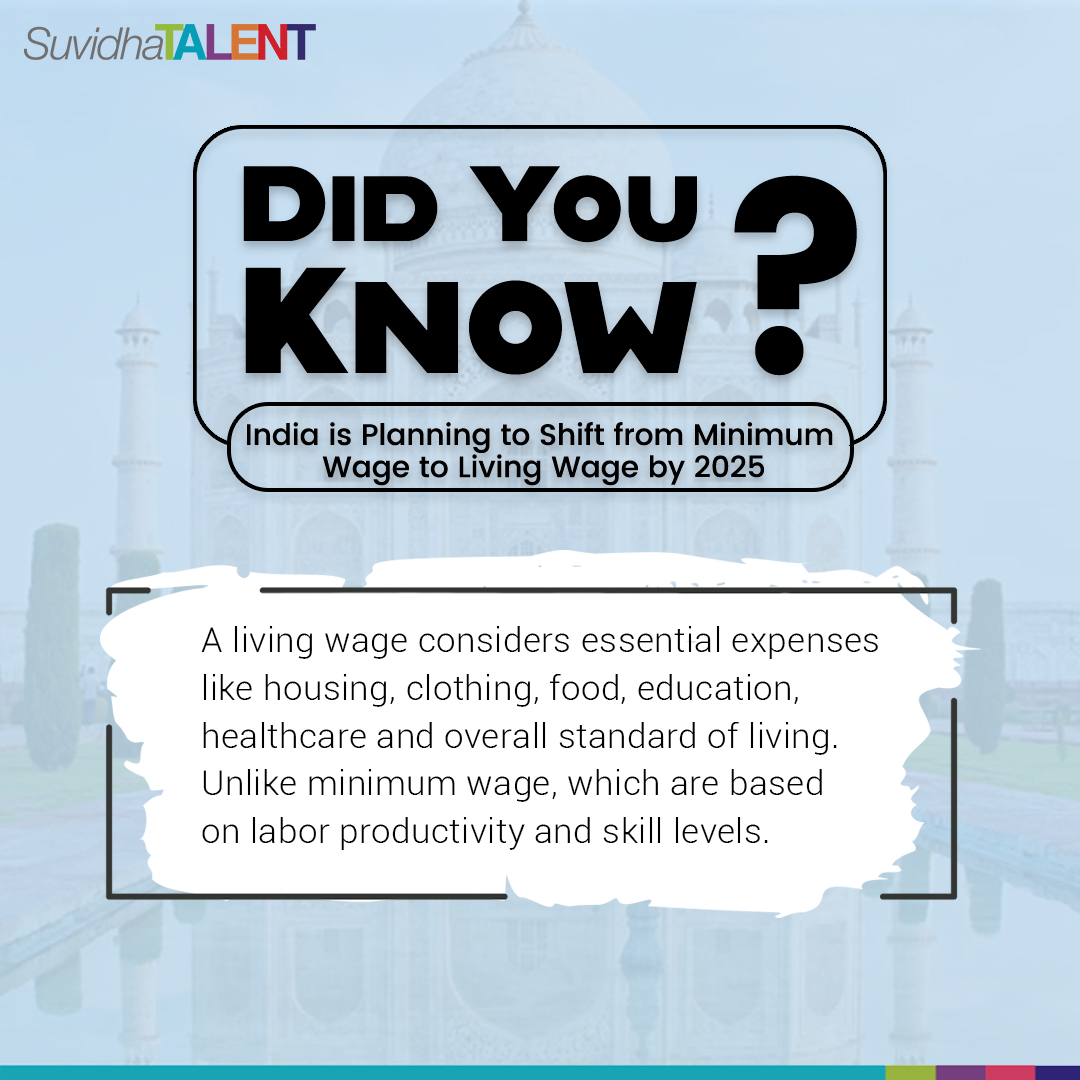 SuvidhaTALENT
DID YOU
KNOW ?
India is Planning to Shift from Minimum
Wage to Living Wage by 2025
A living wage considers essential expenses
like housing, clothing, food, education,
healthcare and overall standard of living.
Unlike minimum wage, which are based
on labor productivity and skill levels.